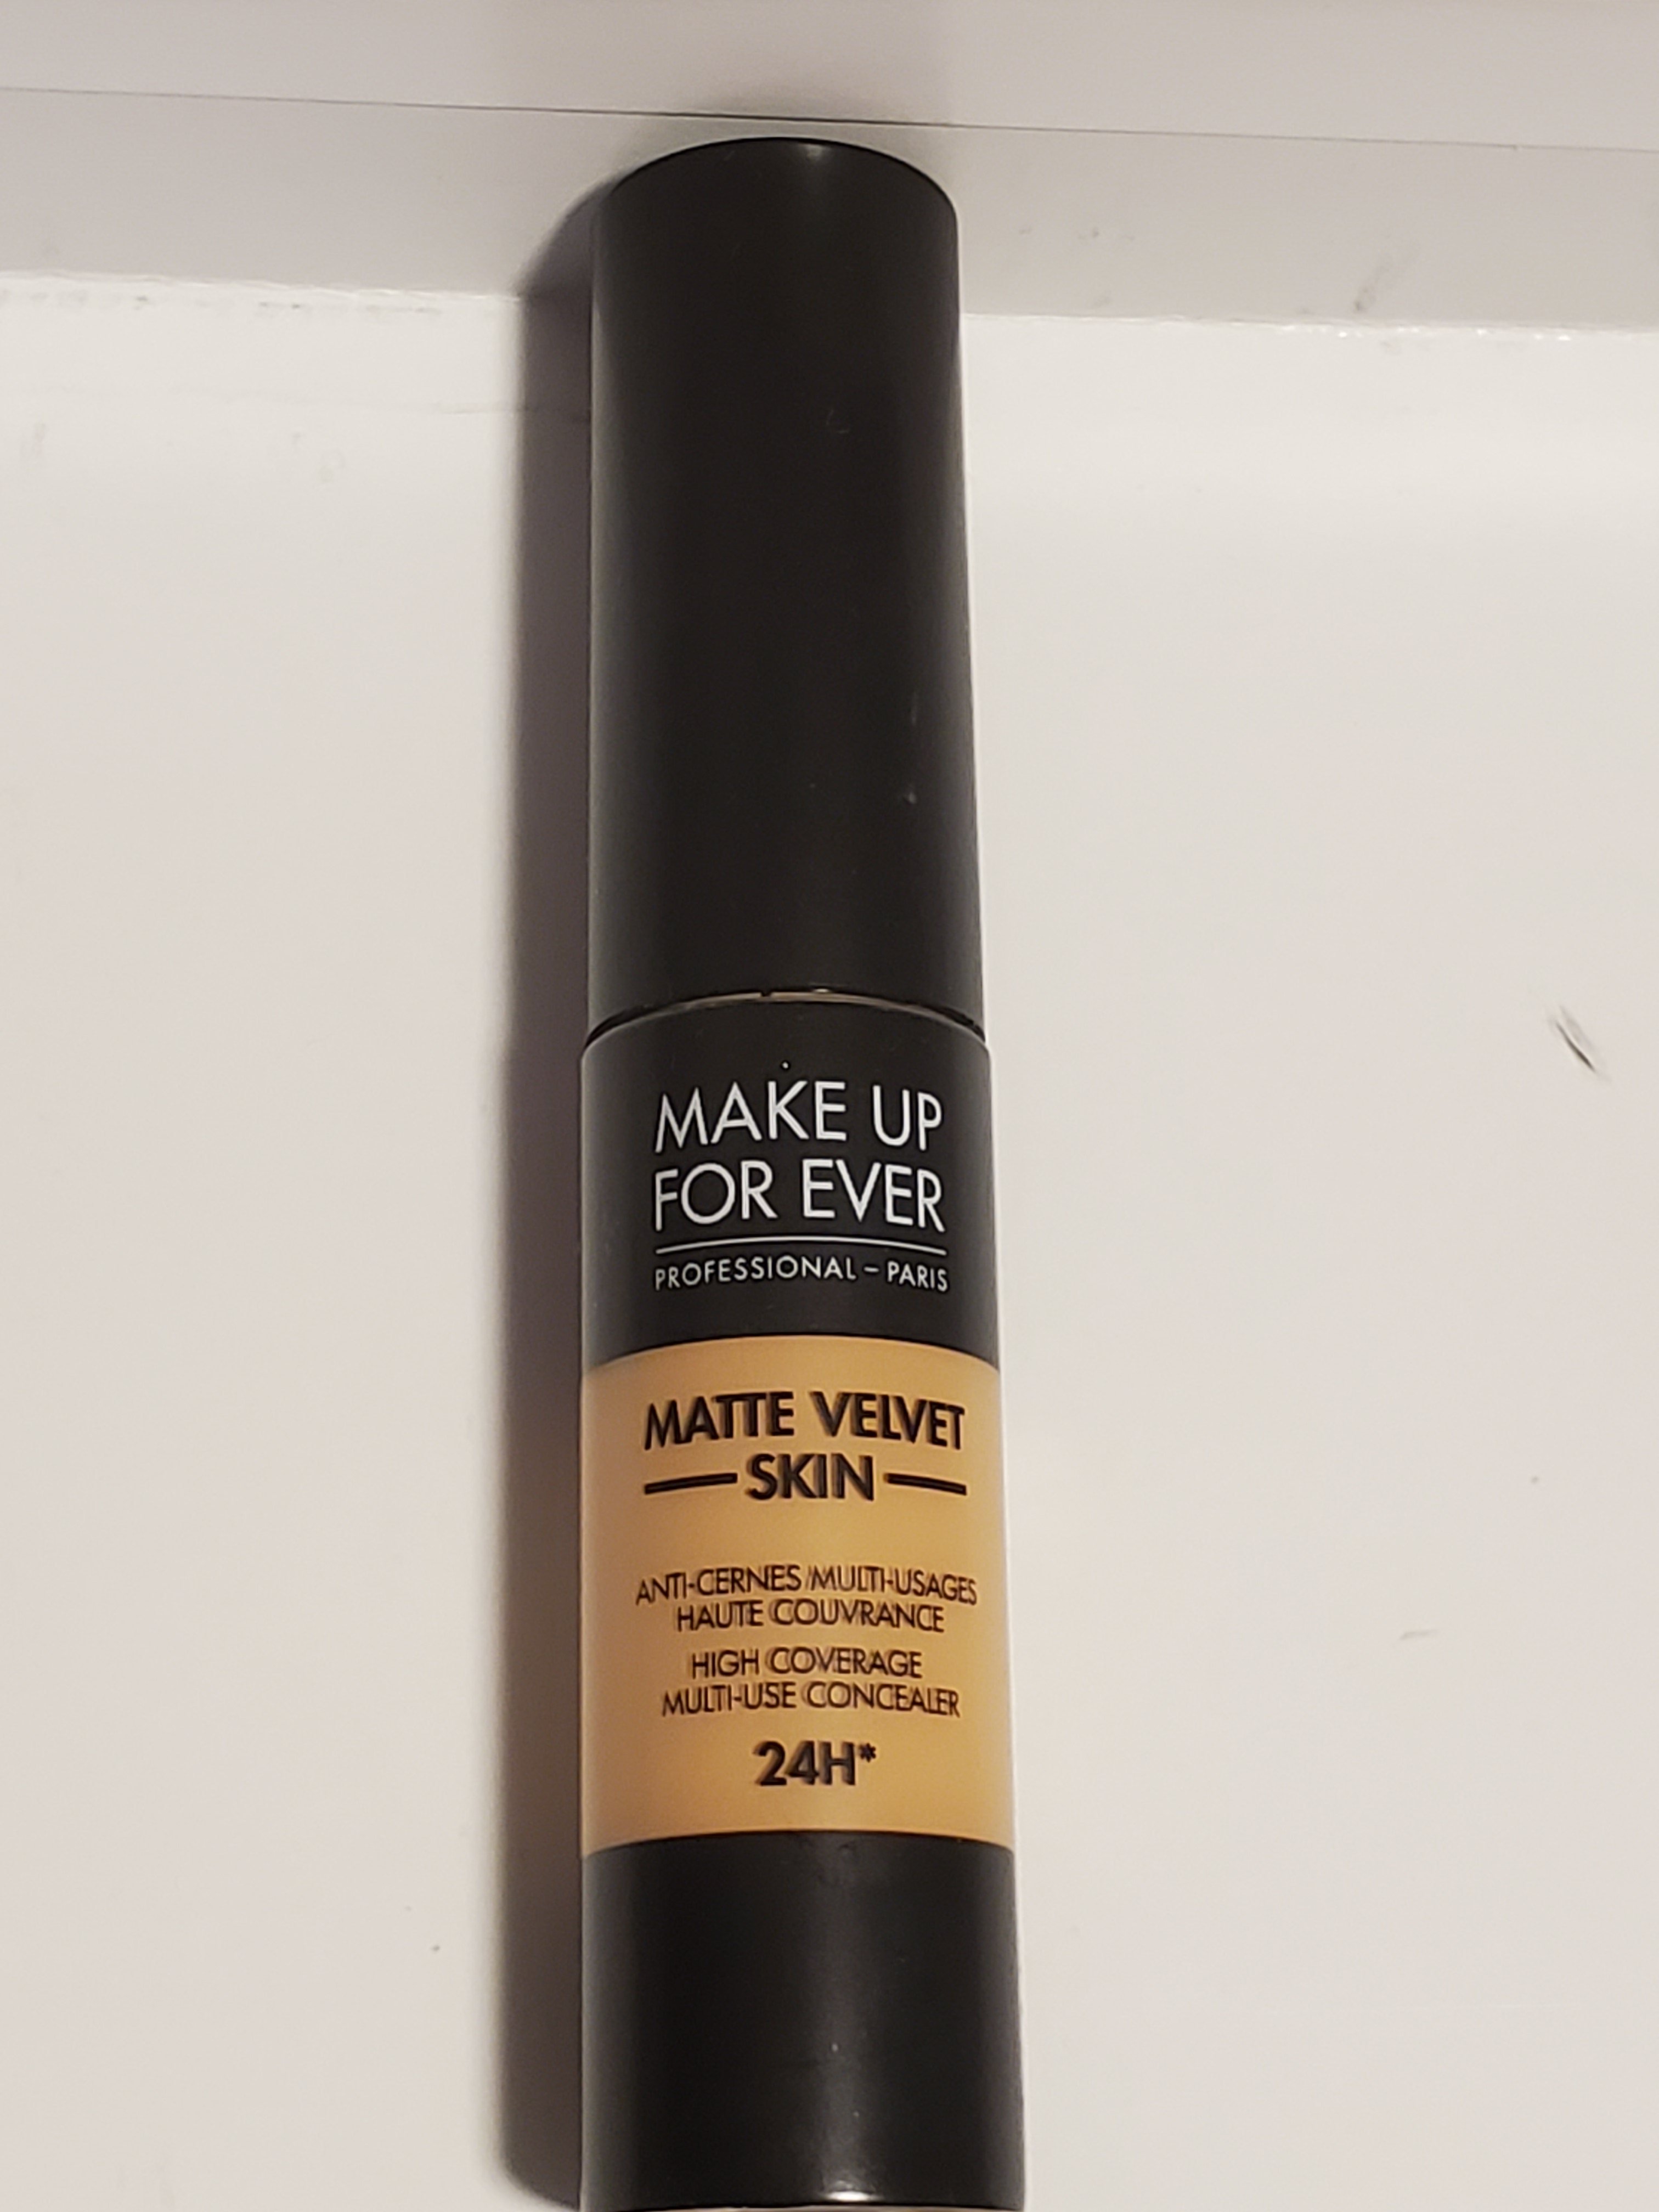 MAKE UP
FOR EVER
PROFESSIONAL – PARIS
MATTE VELVET
SKIN
ANTI-CERNES MULTI-USAGES
HAUTE COUVRANCE
HIGH COVERAGE
MULTI-USE CONCEALER
24H*